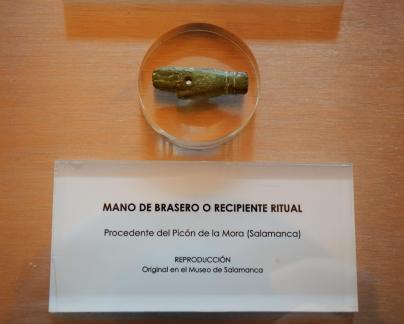 MANO DE BRASERO O RECIPIENTE RITUAL
Procedente del Picón de la Mora (Salamanca)
REPRODUCCIÓN
Original en el Museo de Salamanca